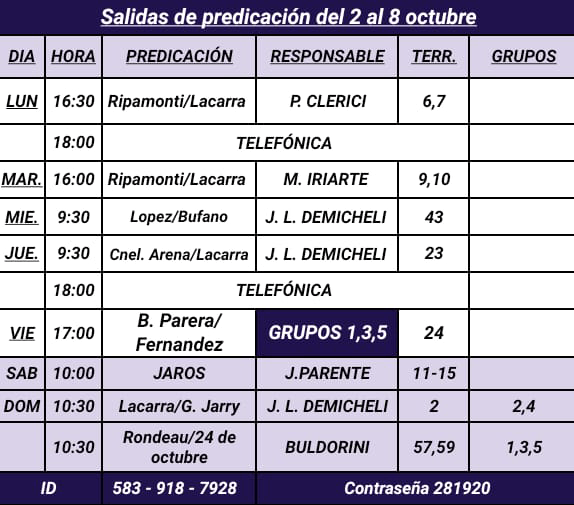 Salidas de predicación del 2 al 8 octubre
DIA HORA PREDICACIÓN RESPONSABLE TERR. GRUPOS
LUN 16:30 Ripamonti/Lacarra P. CLERICI 6,7
18:00 TELEFÓNICA
MAR. 16:00 Ripamonti/Lacarra M. IRIARTE 9,10
MIE. 9:30 Lopez/Bufano J. L. DEMICHELI 43
JUE. 9:30 Cnel. Arena/Lacarra J. L. DEMICHELI 23
18:00 TELEFÓNICA
VIE 17:00 B. Parera/
Fernandez GRUPOS 1,3,5 24
SAB 10:00 JAROS J.PARENTE 11-15
DOM 10:30 Lacarra/G. Jarry J. L. DEMICHELI 2 2,4
10:30 Rondeau/24 de
octubre BULDORINI 57,59 1,3,5
ID 583 - 918 - 7928 Contraseña 281920